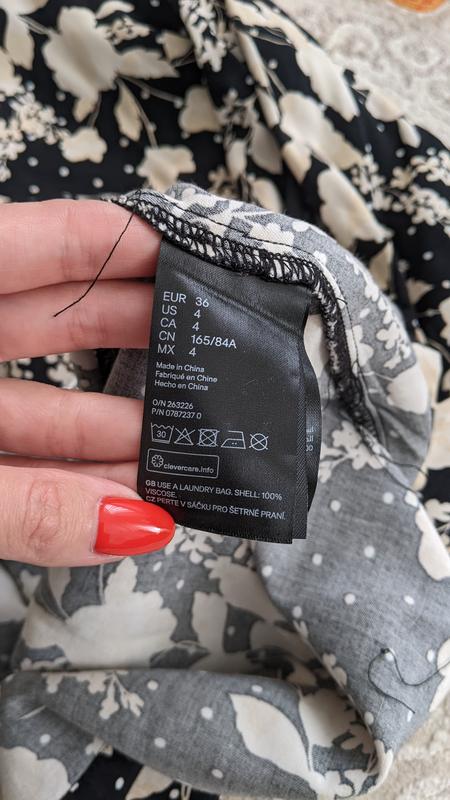 EUR 36
US 4
CA 4
CN 165/84A
MX 4
Made in China
Fabriqué en Chine
Hecho en China
O/N 263226
P/N 0787237 0
30
clevercare.info
GB USE A LAUNDRY BAG. SHELL: 100%
VISCOSE.
CZ PERTE V SÁČKU PRO ŠETRNÉ PRANÍ.